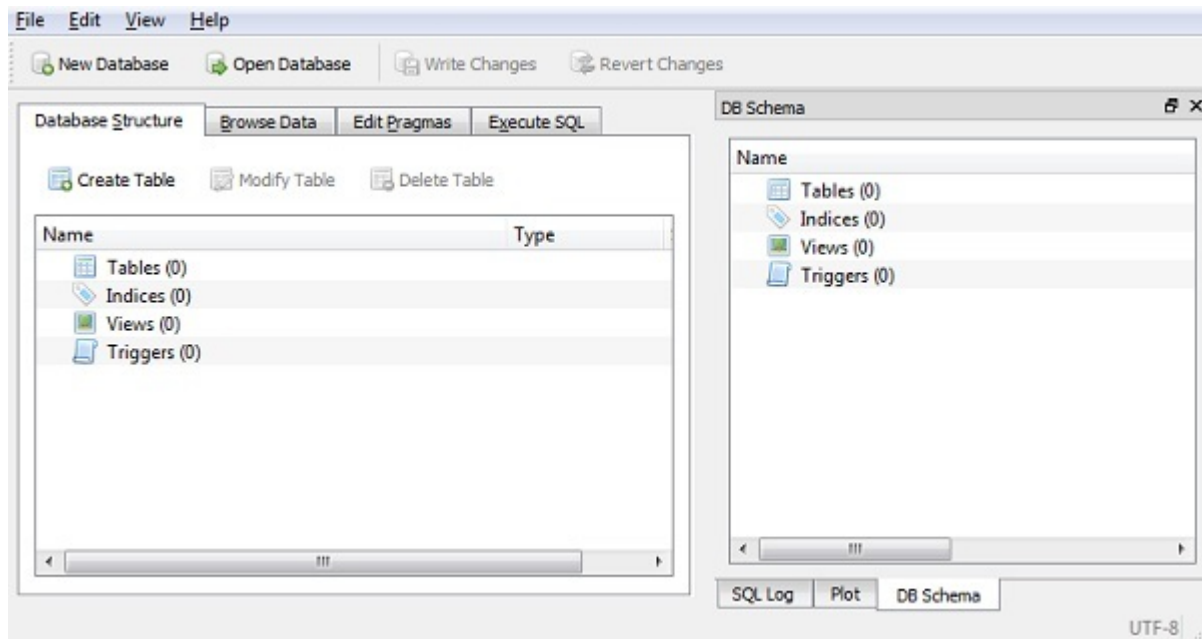 File Edit View Help
New Database Open Database Write Changes Revert Changes
Database Structure Browse Data Edit Pragmas Execute SQL
Create Table Modify Table Delete Table
Name Type
Tables (0)
Indices (0)
Views (0)
Triggers (0)
DB Schema
Name
Tables (0)
Indices (0)
Views (0)
Triggers (0)
SQL Log Plot DB Schema
UTF-8